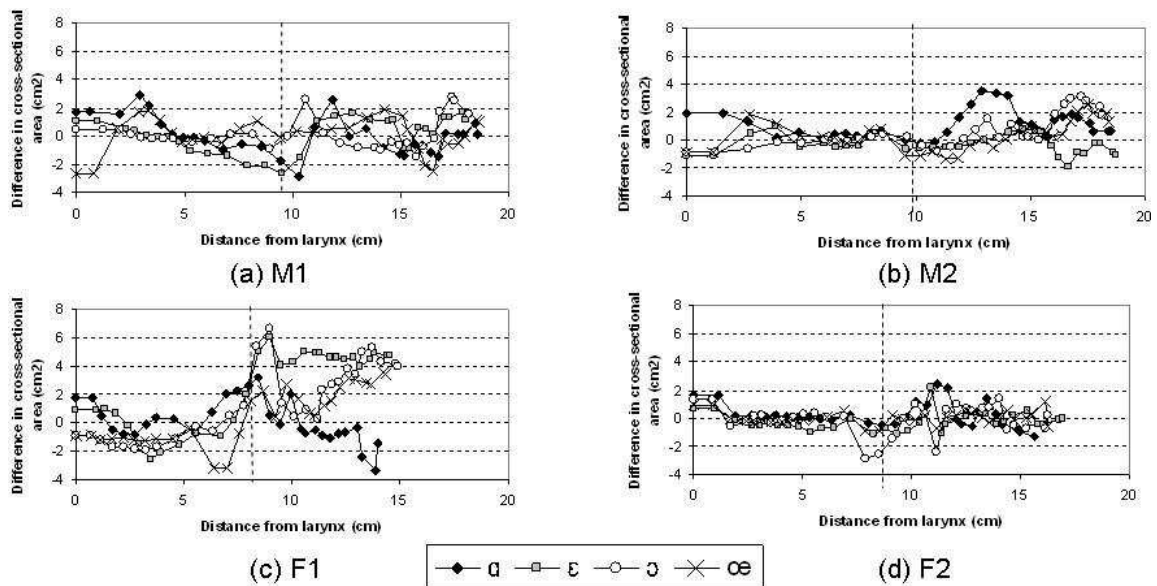 Difference in cross-sectional
area (cm2)
8
6
4
2
0
-2
-4
0 5 10 15 20
Distance from larynx (cm)
(a) M1
Difference in cross-sectional
area (cm2)
8
6
4
2
0
-2
-4
0 5 10 15 20
Distance from larynx (cm)
(b) M2
Difference in cross-sectional
area (cm2)
8
6
4
2
0
-2
-4
0 5 10 15 20
Distance from larynx (cm)
(c) F1
Difference in cross-sectional
area (cm2)
8
6
4
2
0
-2
-4
0 5 10 15 20
Distance from larynx (cm)
(d) F2
ɑ ɛ ɔ œ